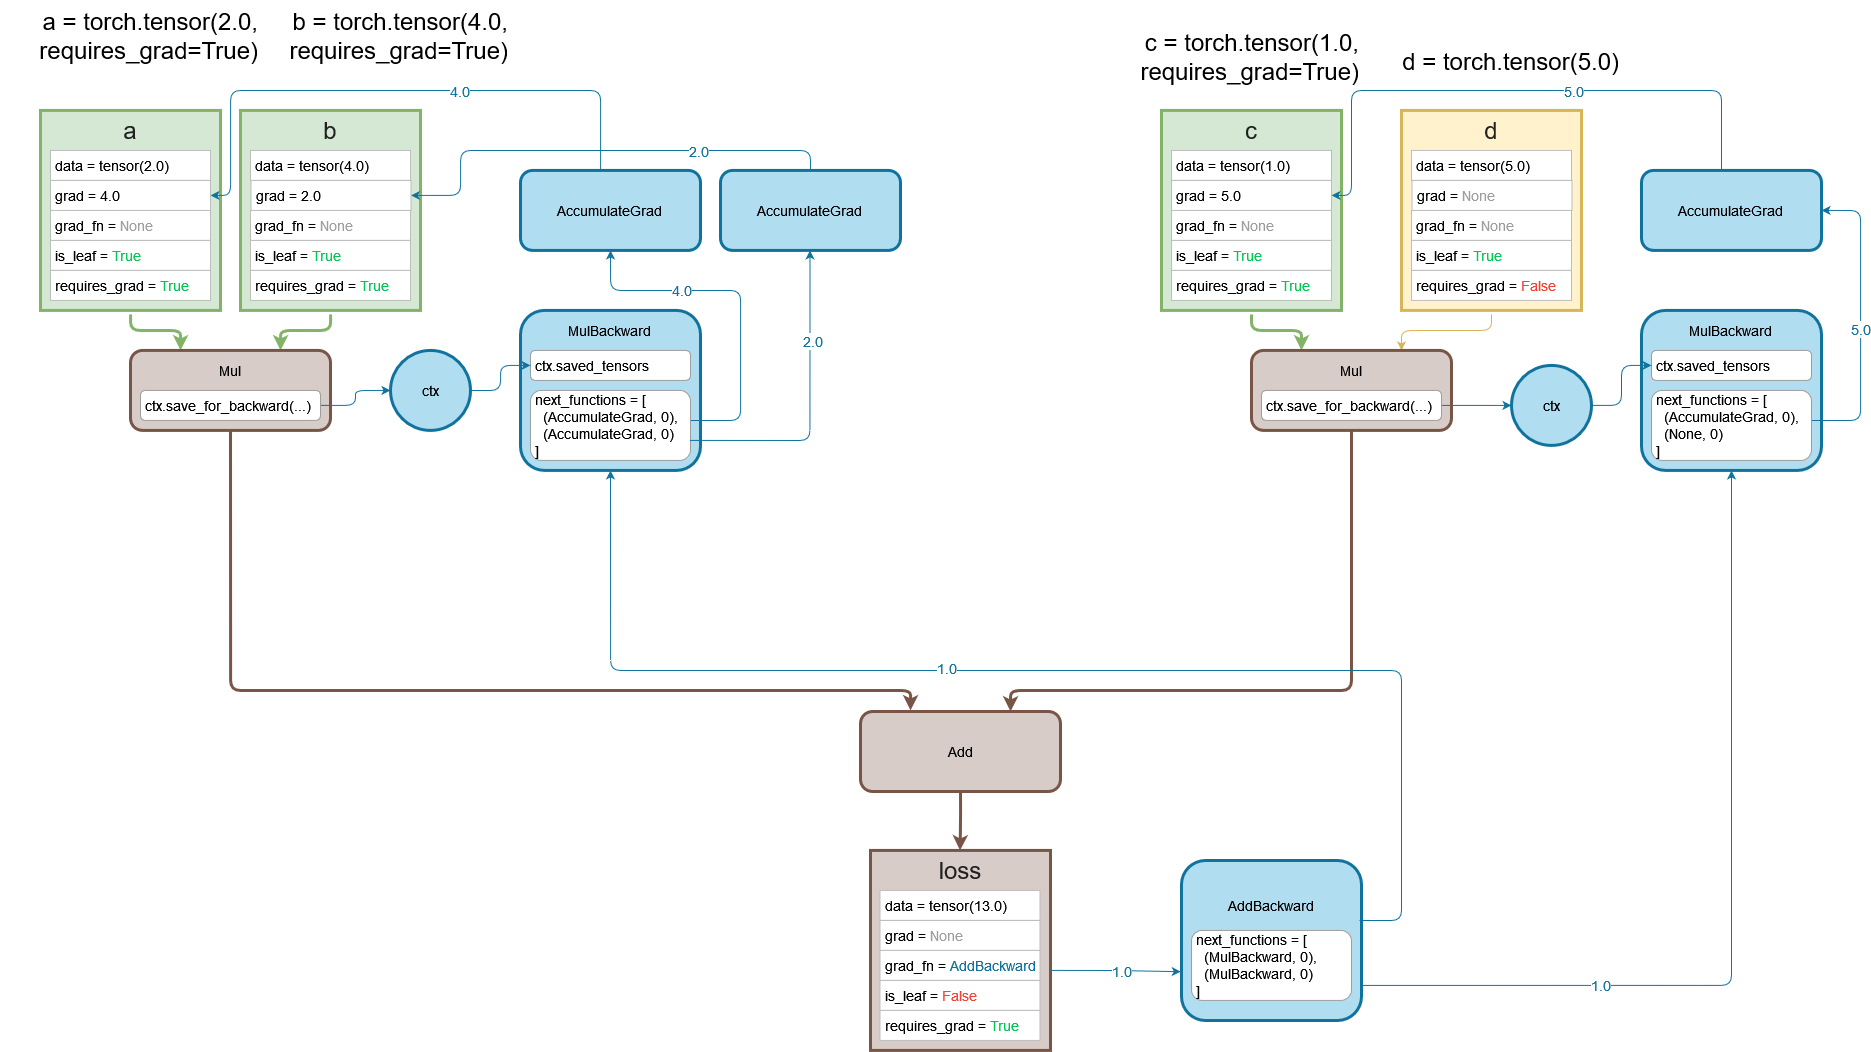 a = torch.tensor(2.0,
requires_grad=True)
b = torch.tensor(4.0,
requires_grad=True)
c = torch.tensor(1.0,
requires_grad=True)
d = torch.tensor(5.0)
4.0
5.0
a
data = tensor(2.0)
grad = 4.0
grad_fn = None
is_leaf = True
requires_grad = True
b
data = tensor(4.0)
grad = 2.0
grad_fn = None
is_leaf = True
requires_grad = True
2.0
AccumulateGrad
AccumulateGrad
4.0
2.0
Mul
ctx.save_for_backward(...)
ctx
MulBackward
ctx.saved_tensors
next_functions = [
(AccumulateGrad, 0),
(AccumulateGrad, 0)
]
c
data = tensor(1.0)
grad = 5.0
grad_fn = None
is_leaf = True
requires_grad = True
d
data = tensor(5.0)
grad = None
grad_fn = None
is_leaf = True
requires_grad = False
AccumulateGrad
5.0
Mul
ctx.save_for_backward(...)
ctx
MulBackward
ctx.saved_tensors
next_functions = [
(AccumulateGrad, 0),
(None, 0)
]
1.0
Add
loss
data = tensor(13.0)
grad = None
grad_fn = AddBackward
is_leaf = False
requires_grad = True
1.0
AddBackward
next_functions = [
(MulBackward, 0),
(MulBackward, 0)
]
1.0